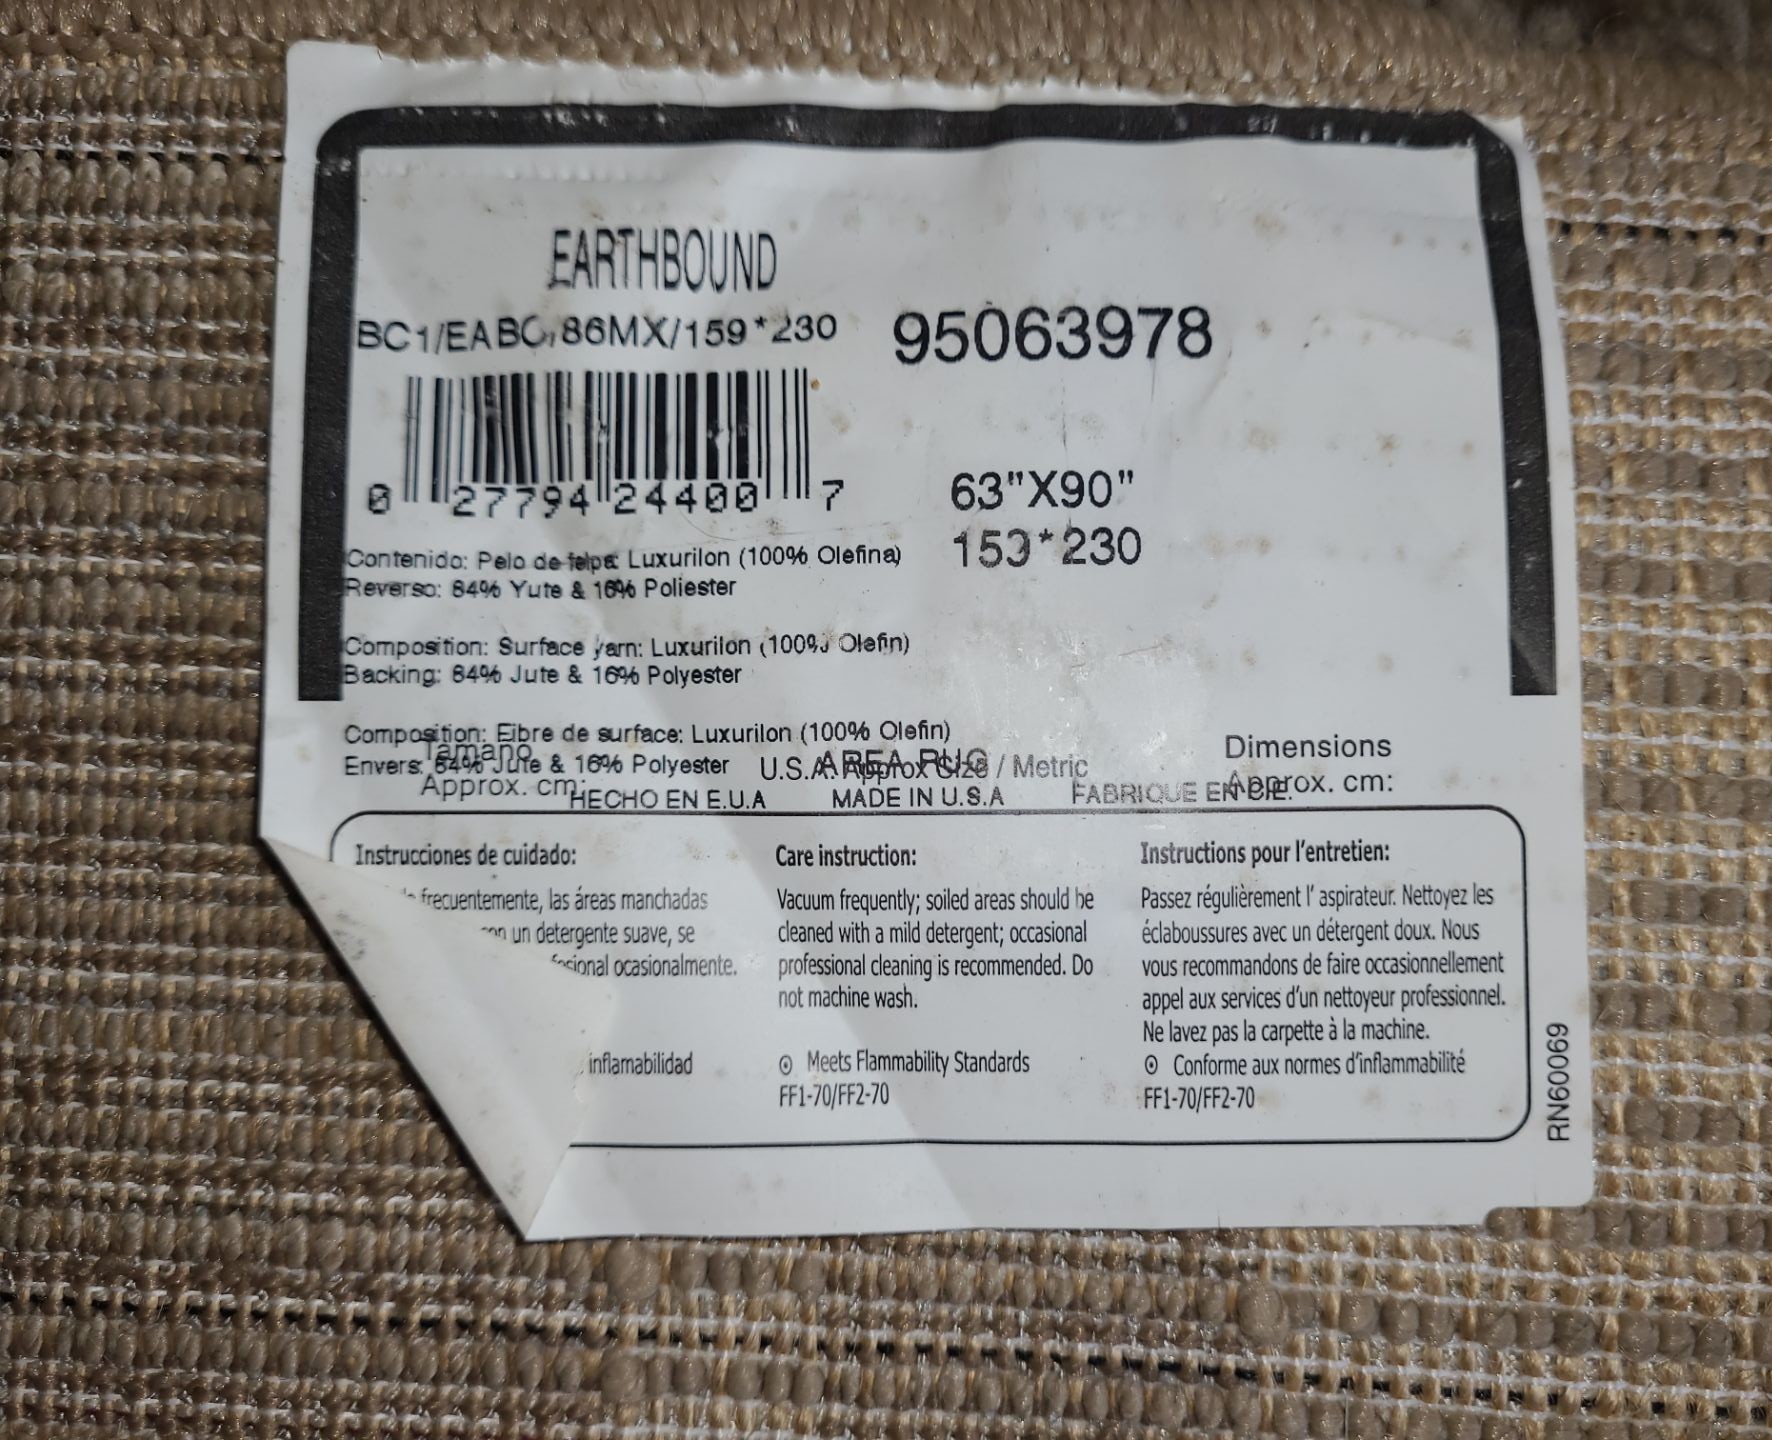 EARTHBOUND
BC1/EABC 86MX/159*230 95063978
0 27794 24400 7
63"X90"
159*230
Contenido: Pelo de felpa: Luxurilon (100% Olefina)
Reverso: 84% Yute & 16% Poliester
Composition: Surface yarn: Luxurilon (100% Olefin)
Backing: 84% Jute & 16% Polyester
Composition: Fibre de surface: Luxurilon (100% Olefin)
Envers: 84% Jute & 16% Polyester
Tamano
Approx. cm:
AREA RUG
U.S.A. Approx Size / Metric
Dimensions
Approx. cm:
HECHO EN E.U.A MADE IN U.S.A FABRIQUE EN
Instrucciones de cuidado:
frecuentemente, las áreas manchadas
un detergente suave, se
ocasionalmente.
inflamabilidad
Care instruction:
Vacuum frequently; soiled areas should be
cleaned with a mild detergent; occasional
professional cleaning is recommended. Do
not machine wash.
Meets Flammability Standards
FF1-70/FF2-70
Instructions pour l'entretien:
Passez régulièrement l' aspirateur. Nettoyez les
éclaboussures avec un détergent doux. Nous
vous recommandons de faire occasionnellement
appel aux services d'un nettoyeur professionnel.
Ne lavez pas la carpette à la machine.
Conforme aux normes d'inflammabilité
FF1-70/FF2-70
RN60069